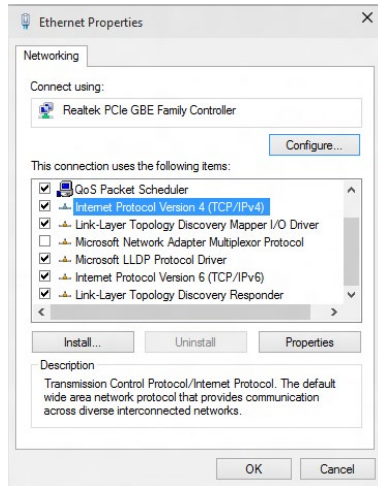 Ethernet Properties
Networking
Connect using:
Realtek PCIe GBE Family Controller
Configure...
This connection uses the following items:
QoS Packet Scheduler
Internet Protocol Version 4 (TCP/IPv4)
Link-Layer Topology Discovery Mapper I/O Driver
Microsoft Network Adapter Multiplexor Protocol
Microsoft LLDP Protocol Driver
Internet Protocol Version 6 (TCP/IPv6)
Link-Layer Topology Discovery Responder
Install... Uninstall Properties
Description
Transmission Control Protocol/Internet Protocol. The default
wide area network protocol that provides communication
across diverse interconnected networks.
OK Cancel